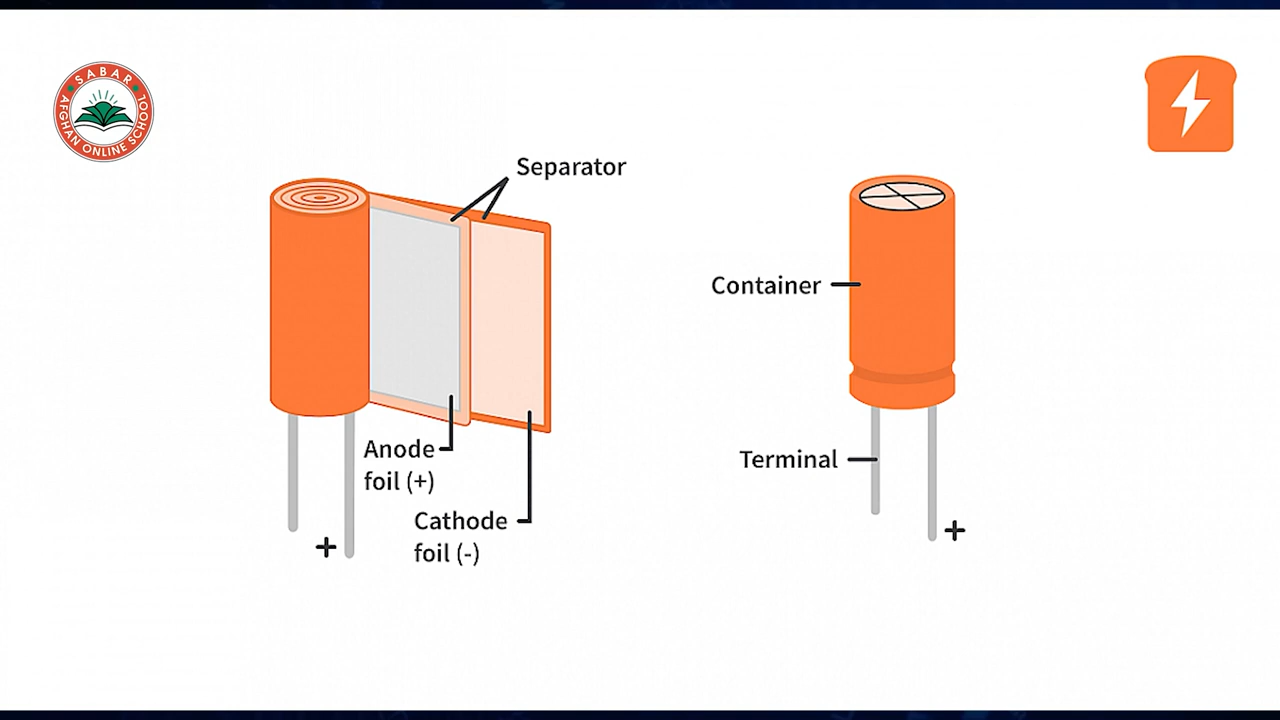 SABAR
AFGHAN ONLINE SCHOOL
Separator
Container
Anode
foil (+)
Terminal
Cathode
foil (-)
+
+